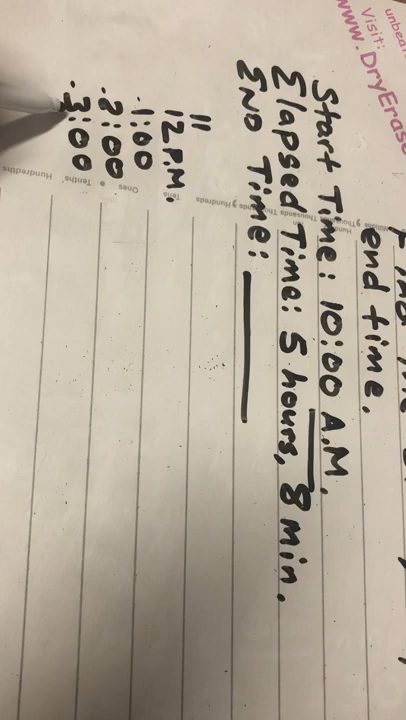 unbea
Visit:
www.DryErase
end time.
Start Time: 10:00 A.M.
Elapsed Time: 5 hours, 8 min.
END Time:
11
12 P.M.
.1:00
.2:00
.3:00
Hundreds
Tens
Ones
Tenths
Hundredths